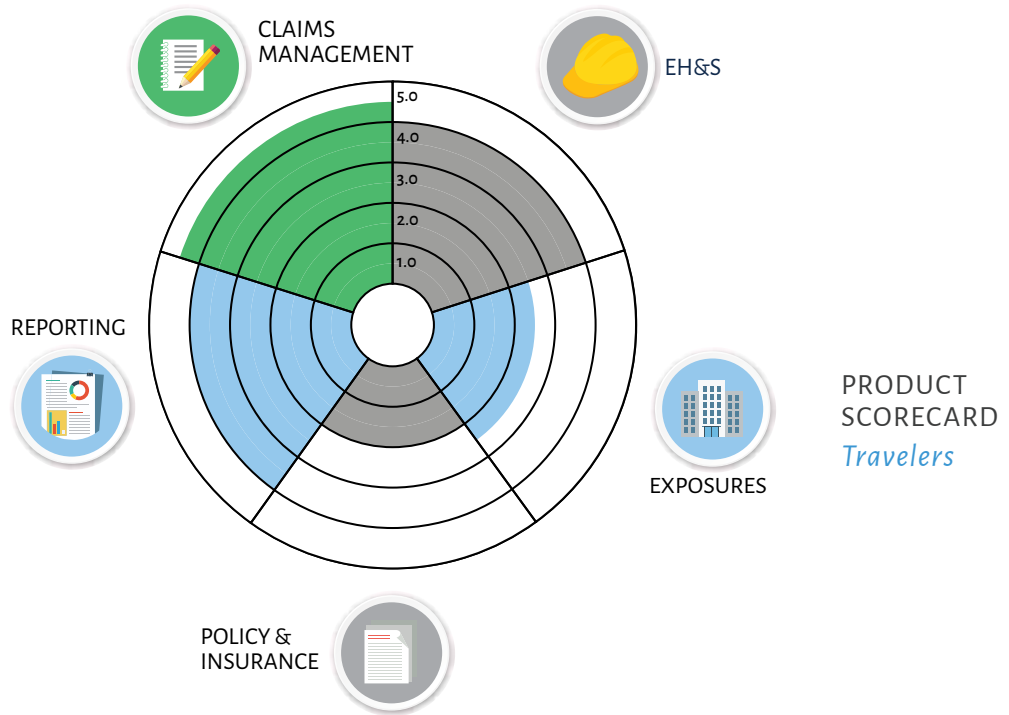 CLAIMS
MANAGEMENT
EH&S
5.0
4.0
3.0
2.0
1.0
REPORTING
EXPOSURES
PRODUCT
SCORECARD
Travelers
POLICY &
INSURANCE